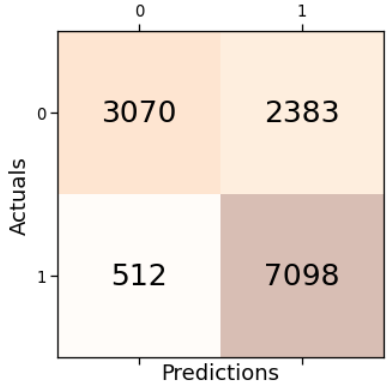 0 1
0 3070 2383
Actuals
1 512 7098
Predictions